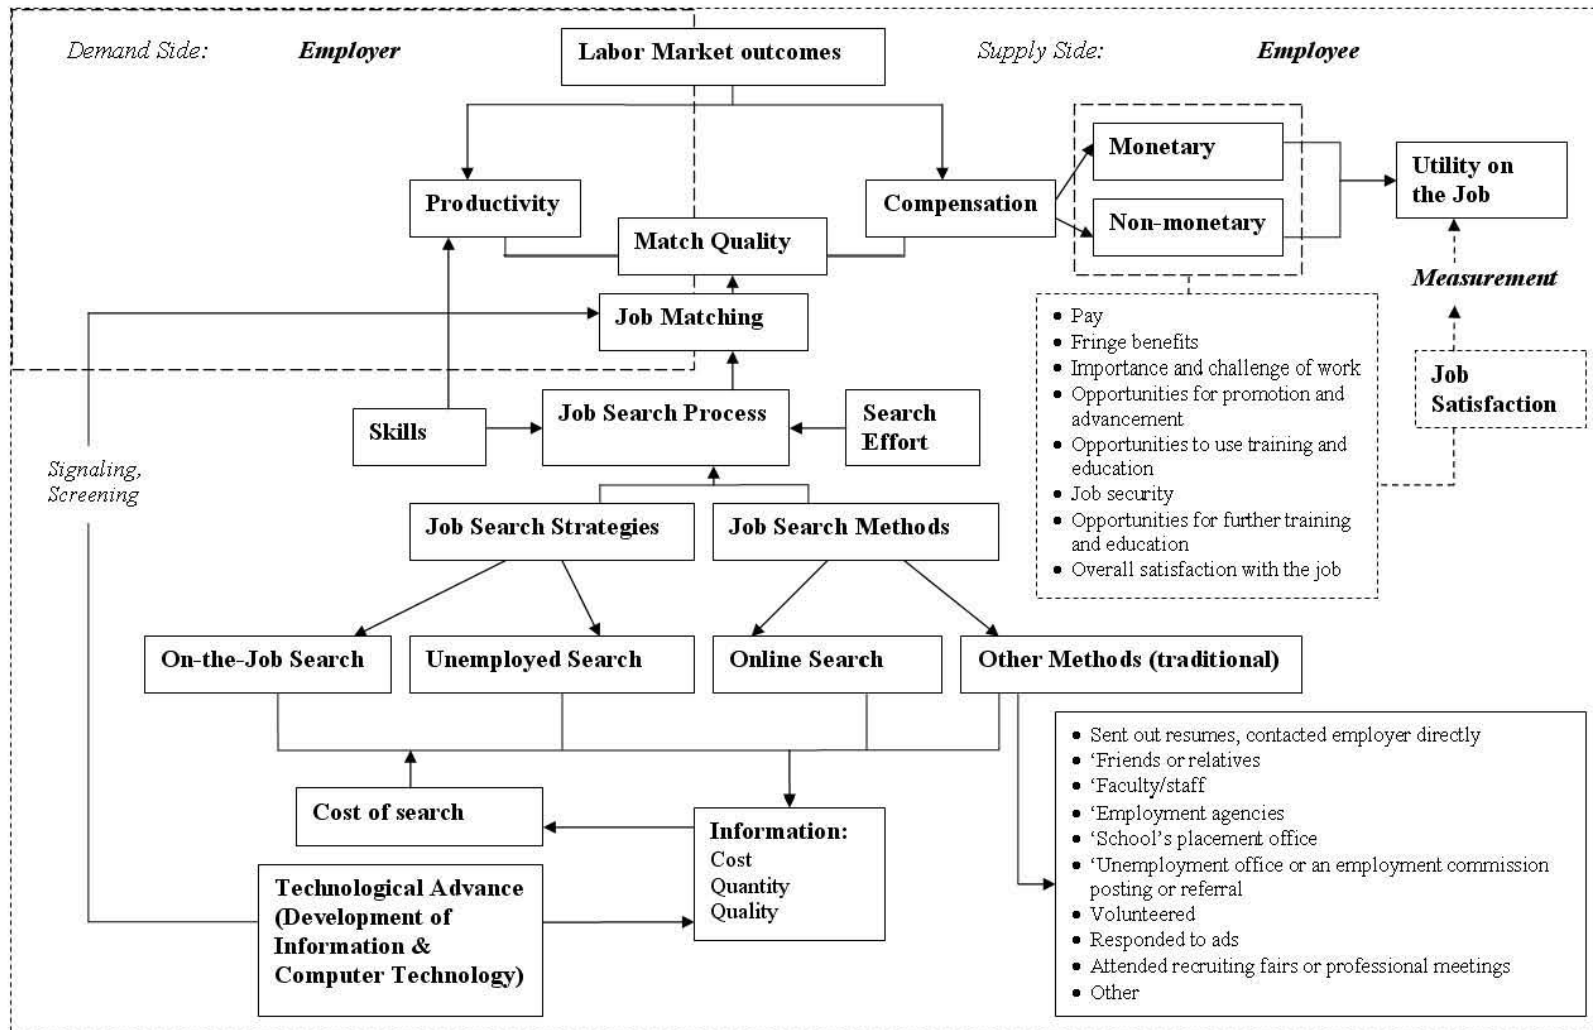 Demand Side: Employer
Labor Market outcomes
Supply Side: Employee
Monetary
Utility on
the Job
Productivity
Compensation
Non-monetary
Match Quality
Measurement
Job Matching
• Pay
• Fringe benefits
• Importance and challenge of work
• Opportunities for promotion and
advancement
• Opportunities to use training and
education
• Job security
• Opportunities for further training
and education
• Overall satisfaction with the job
Job
Satisfaction
Skills
Job Search Process
Search
Effort
Signaling,
Screening
Job Search Strategies
Job Search Methods
On-the-Job Search
Unemployed Search
Online Search
Other Methods (traditional)
• Sent out resumes, contacted employer directly
• ‘Friends or relatives
• ‘Faculty/staff
• ‘Employment agencies
• ‘School’s placement office
• ‘Unemployment office or an employment commission
posting or referral
• Volunteered
• Responded to ads
• Attended recruiting fairs or professional meetings
• Other
Cost of search
Information:
Cost
Quantity
Quality
Technological Advance
(Development of
Information &
Computer Technology)